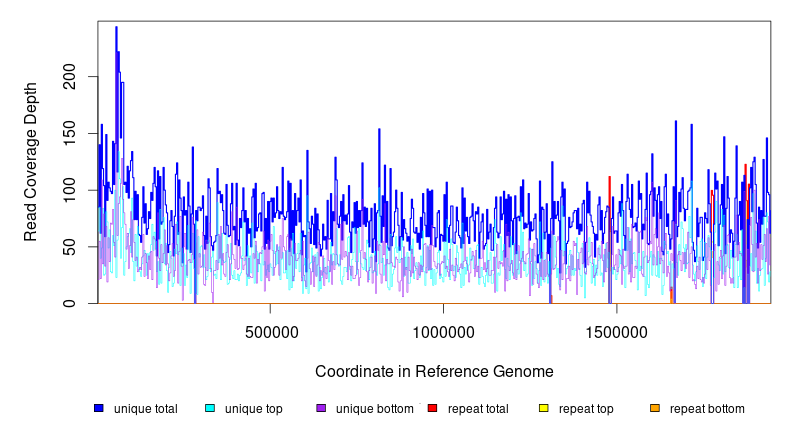 Read Coverage Depth
200
150
100
50
0
500000 1000000 1500000
Coordinate in Reference Genome
unique total unique top unique bottom repeat total repeat top repeat bottom